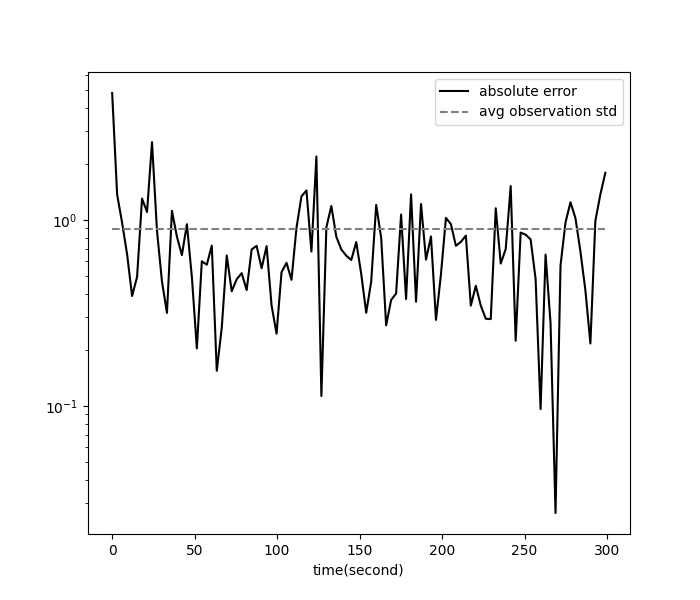 absolute error
avg observation std
10⁰
10⁻¹
0 50 100 150 200 250 300
time(second)